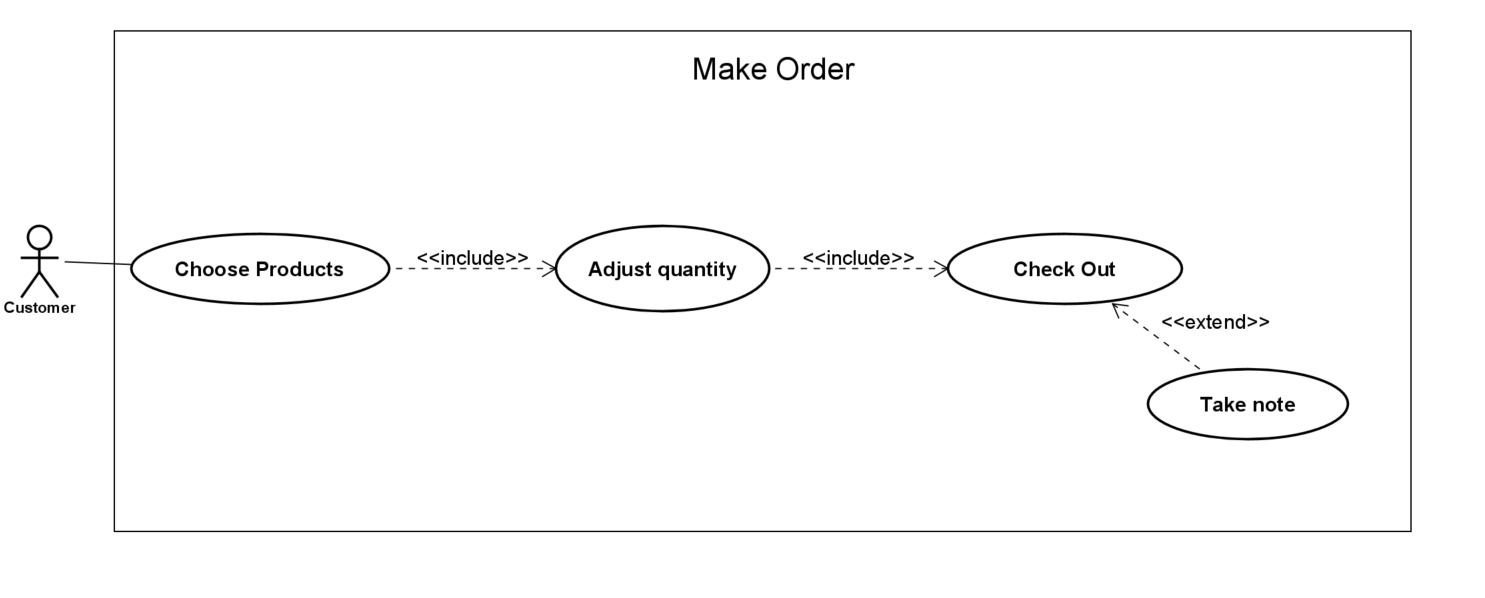 Make Order
Customer
Choose Products
<<include>>
Adjust quantity
<<include>>
Check Out
<<extend>>
Take note